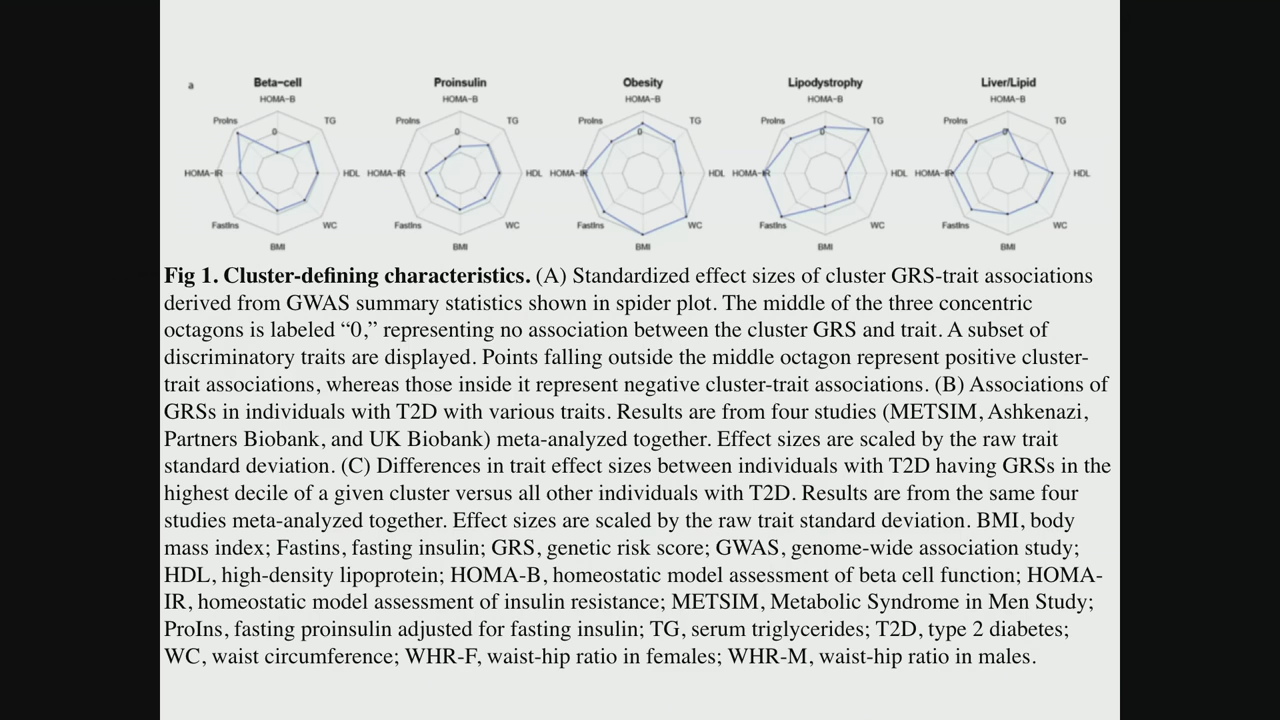 a
Beta-cell Proinsulin Obesity Lipodystrophy Liver/Lipid
HOMA-B HOMA-B HOMA-B HOMA-B HOMA-B
ProIns TG ProIns TG ProIns TG ProIns TG ProIns TG
0 0 0 0 0
HOMA-IR HDL HOMA-IR HDL HOMA-IR HDL HOMA-IR HDL HOMA-IR HDL
FastIns WC FastIns WC FastIns WC FastIns WC FastIns WC
BMI BMI BMI BMI BMI
Fig 1. Cluster-defining characteristics. (A) Standardized effect sizes of cluster GRS-trait associations
derived from GWAS summary statistics shown in spider plot. The middle of the three concentric
octagons is labeled “0,” representing no association between the cluster GRS and trait. A subset of
discriminatory traits are displayed. Points falling outside the middle octagon represent positive cluster-
trait associations, whereas those inside it represent negative cluster-trait associations. (B) Associations of
GRSs in individuals with T2D with various traits. Results are from four studies (METSIM, Ashkenazi,
Partners Biobank, and UK Biobank) meta-analyzed together. Effect sizes are scaled by the raw trait
standard deviation. (C) Differences in trait effect sizes between individuals with T2D having GRSs in the
highest decile of a given cluster versus all other individuals with T2D. Results are from the same four
studies meta-analyzed together. Effect sizes are scaled by the raw trait standard deviation. BMI, body
mass index; Fastins, fasting insulin; GRS, genetic risk score; GWAS, genome-wide association study;
HDL, high-density lipoprotein; HOMA-B, homeostatic model assessment of beta cell function; HOMA-
IR, homeostatic model assessment of insulin resistance; METSIM, Metabolic Syndrome in Men Study;
ProIns, fasting proinsulin adjusted for fasting insulin; TG, serum triglycerides; T2D, type 2 diabetes;
WC, waist circumference; WHR-F, waist-hip ratio in females; WHR-M, waist-hip ratio in males.